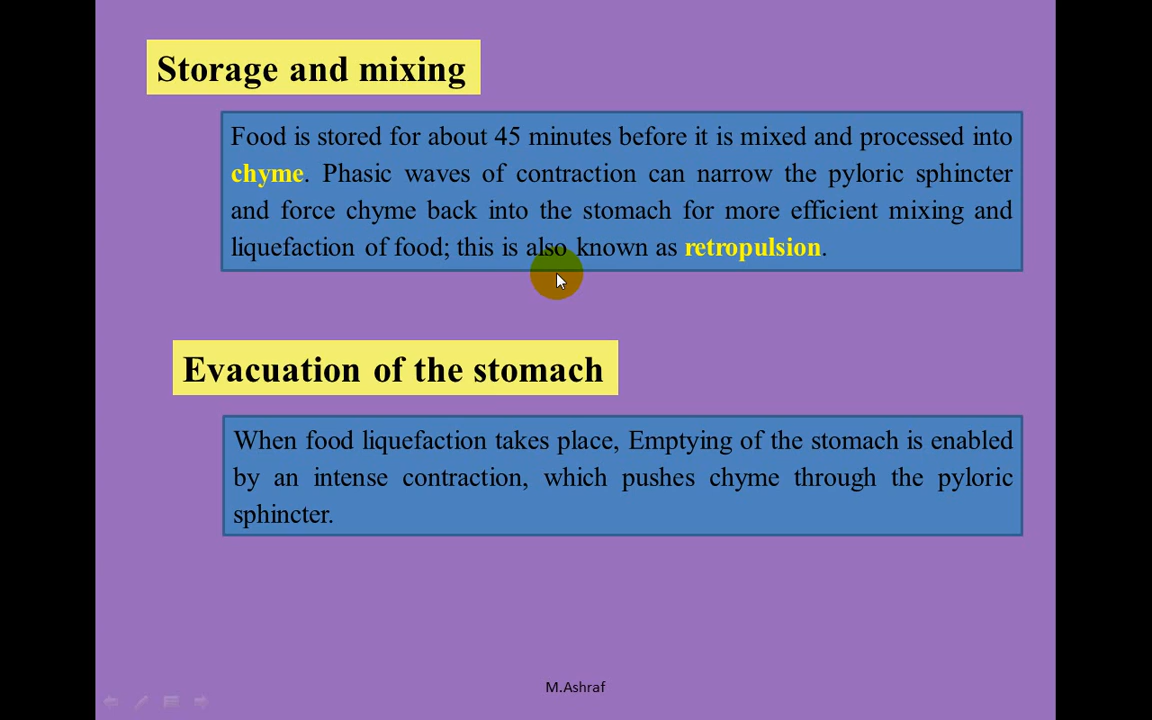 Storage and mixing
Food is stored for about 45 minutes before it is mixed and processed into
chyme. Phasic waves of contraction can narrow the pyloric sphincter
and force chyme back into the stomach for more efficient mixing and
liquefaction of food; this is also known as retropulsion.
Evacuation of the stomach
When food liquefaction takes place, Emptying of the stomach is enabled
by an intense contraction, which pushes chyme through the pyloric
sphincter.
M.Ashraf